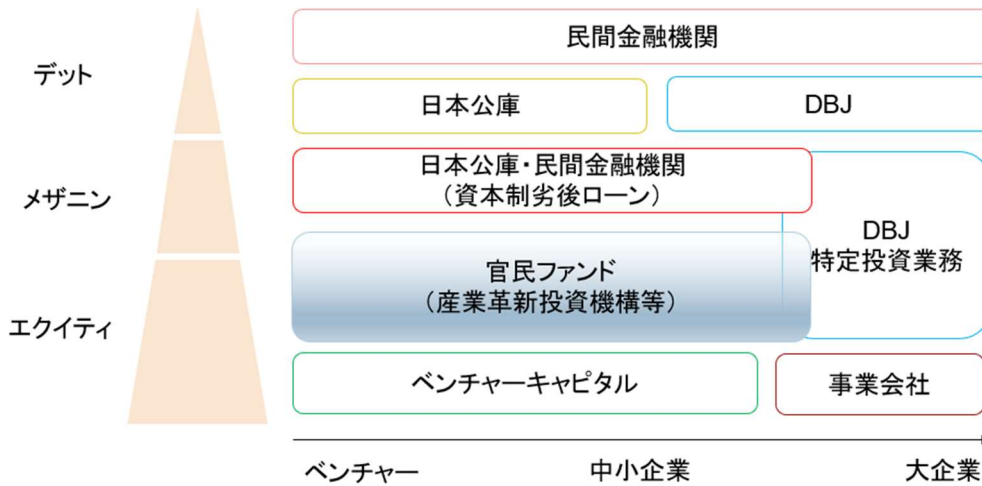 民間金融機関
デット
日本公庫
DBJ
日本公庫・民間金融機関
（資本制劣後ローン）
メザニン
DBJ
特定投資業務
官民ファンド
（産業革新投資機構等）
エクイティ
ベンチャーキャピタル
事業会社
ベンチャー
中小企業
大企業